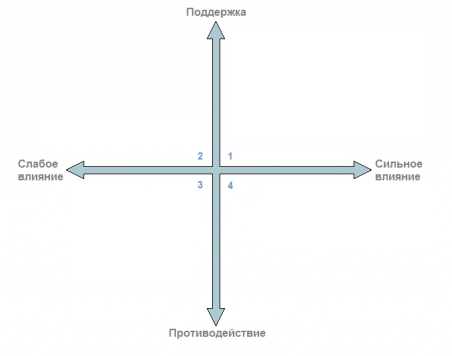 Поддержка
2 1
Слабое
влияние
Сильное
влияние
3 4
Противодействие